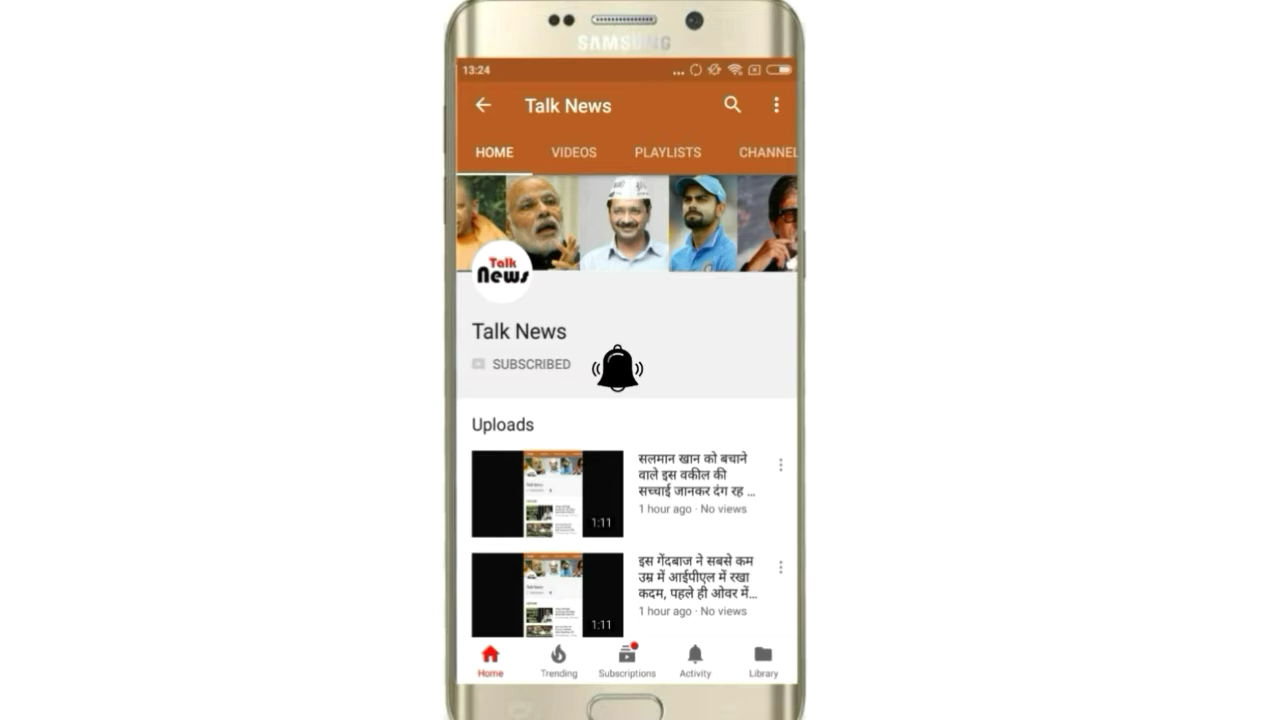 SAMSUNG
13:24
Talk News
HOME VIDEOS PLAYLISTS CHANNEL
Talk
News
Talk News
SUBSCRIBED
Uploads
सलमान खान को बचाने
वाले इस वकील की
सच्चाई जानकर दंग रह ...
1 hour ago · No views
1:11
इस गेंदबाज ने सबसे कम
उम्र में आईपीएल में रखा
कदम, पहले ही ओवर में...
1 hour ago · No views
1:11
Home Trending Subscriptions Activity Library